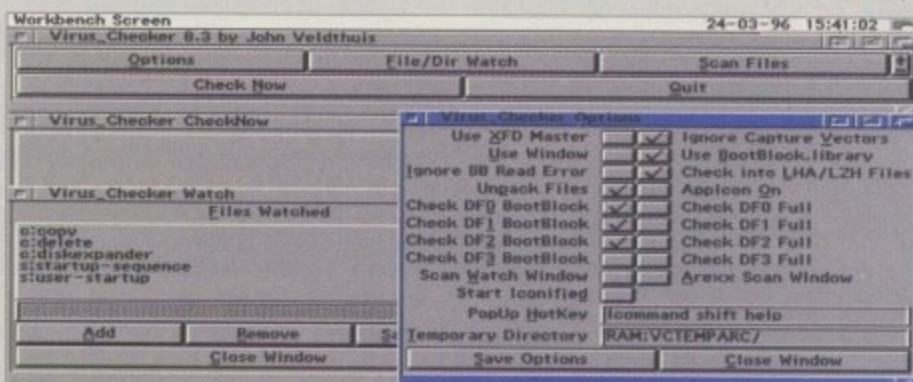 Workbench Screen 24-03-96 15:41:02
Virus_Checker 8.3 by John Veldthuis
Options File/Dir Watch Scan Files
Check Now Quit
Virus_Checker CheckNow
Virus_Checker Watch
Files Watched
c:copy
c:delete
c:diskexpander
s:startup-sequence
s:user-startup
Add Remove
Close Window
Virus_Checker Options
Use XFD Master Ignore Capture Vectors
Use Window Use BootBlock.library
Ignore BB Read Error Check into LHA/LZH Files
Unpack Files AppIcon On
Check DF0 BootBlock Check DF0 Full
Check DF1 BootBlock Check DF1 Full
Check DF2 BootBlock Check DF2 Full
Check DF3 BootBlock Check DF3 Full
Scan Watch Window Arexx Scan Window
Start Iconified
PopUp HotKey lcommand shift help
Temporary Directory RAM:VCTEMPARC/
Save Options Close Window